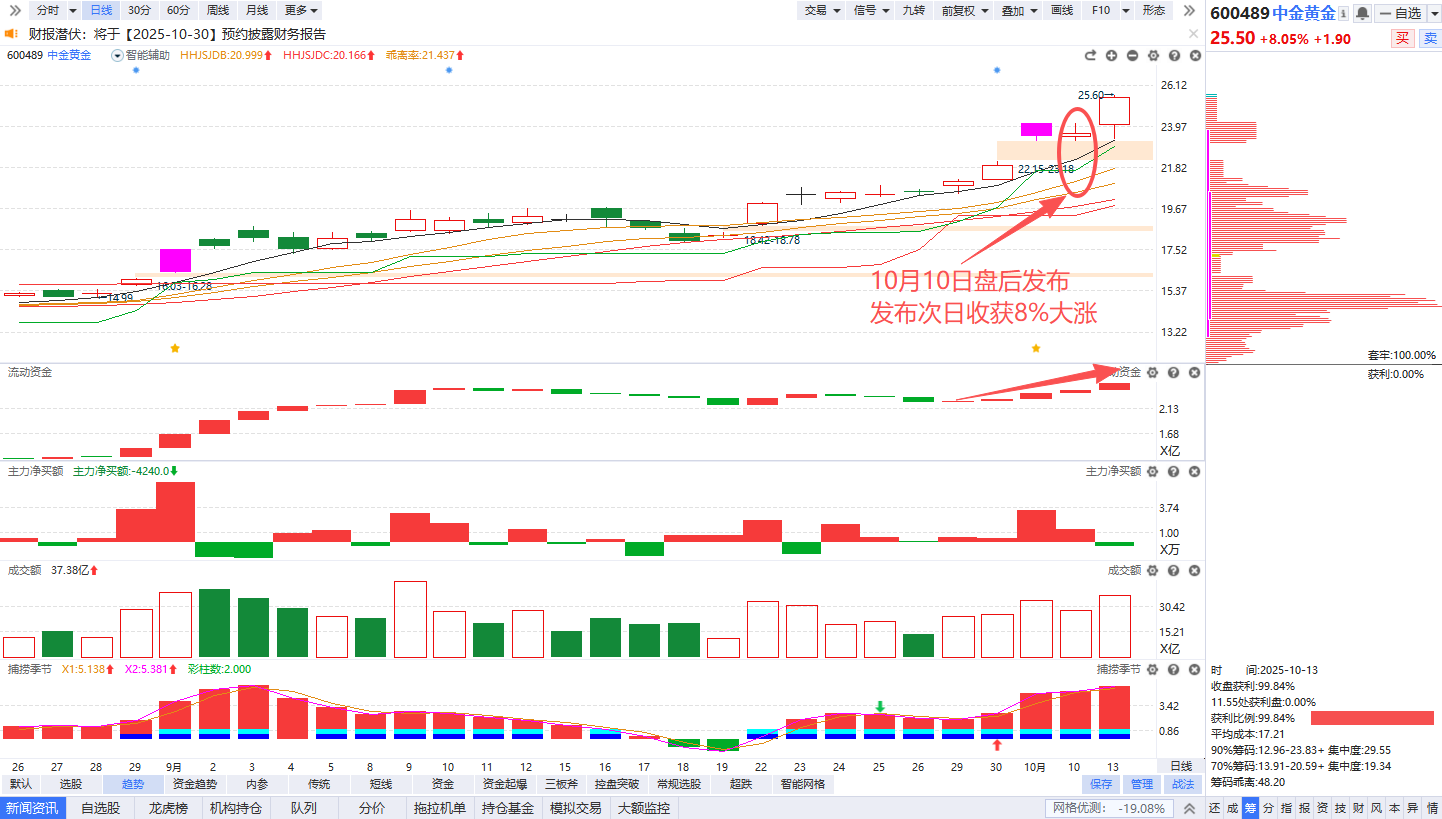 分时 日线 30分 60分 周线 月线 更多 交易 信号 九转 前复权 叠加 画线 F10 形态
财报潜伏：将于【2025-10-30】预约披露财务报告
600489 中金黄金 智能辅助 HHJSJDB:20.999 HHJSJDC:20.166 乖离率:21.437
26.12
25.60
23.97
22.15-23.18
21.82
19.67
18.42-18.78
17.52
16.03-16.28
15.37
14.99
13.22
10月10日盘后发布
发布次日收获8%大涨
流动资金 动资金
2.13
1.68
X亿
主力净买额 主力净买额:-4240.0 主力净买额
3.74
1.00
X万
成交额 37.38亿 成交额
30.42
15.21
X亿
捕捞季节 X1:5.138 X2:5.381 彩柱数:2.000 捕捞季节
3.42
0.86
26 27 28 29 9月 2 3 4 5 8 9 10 11 12 15 16 17 18 19 22 23 24 25 26 29 30 10月 10 13 日线
默认 选股 趋势 资金趋势 内参 传统 短线 资金 资金起爆 三板斧 控盘突破 常规选股 超跌 智能网格 保存 管理 战法
新闻资讯 自选股 龙虎榜 机构持仓 队列 分价 拖拉机单 持仓基金 模拟交易 大额监控 网格优测： -19.08%
600489 中金黄金 自选
25.50 +8.05% +1.90 买 卖
套牢:100.00%
获利:0.00%
时 间:2025-10-13
收盘获利:99.84%
11.55处获利盘:0.00%
获利比例:99.84%
平均成本:17.21
90%筹码:12.96-23.83+ 集中度:29.55
70%筹码:13.91-20.59+ 集中度:19.34
筹码乖离:48.20
还 成 筹 分 指 报 资 技 财 风 本 异 情